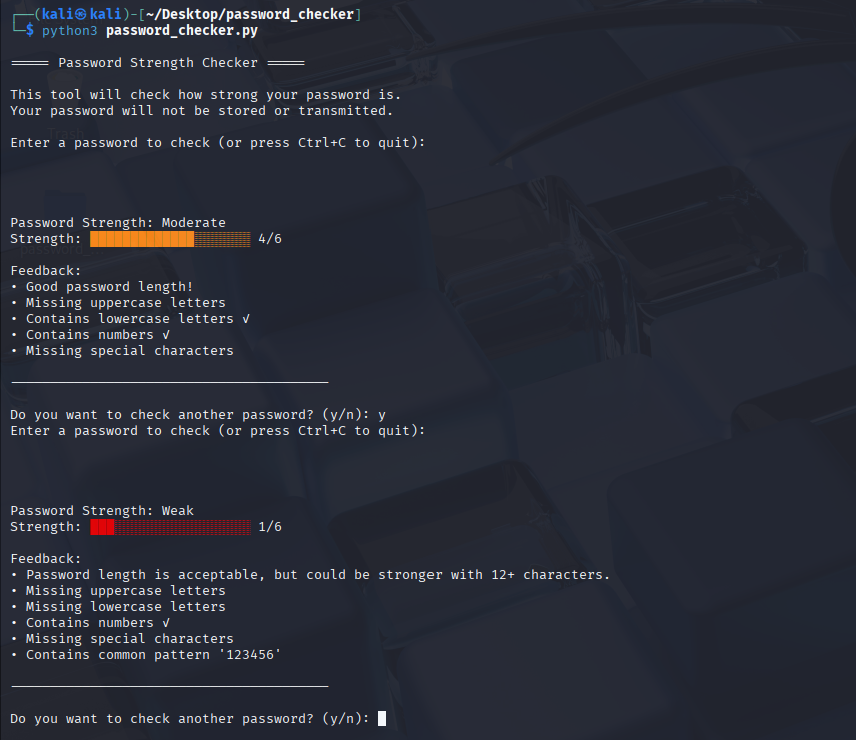 ┌──(kali㉿kali)-[~/Desktop/password_checker]
└─$ python3 password_checker.py
═════ Password Strength Checker ═════
This tool will check how strong your password is.
Your password will not be stored or transmitted.
Enter a password to check (or press Ctrl+C to quit):
Password Strength: Moderate
Strength: █████████████▒▒▒▒▒▒▒ 4/6
Feedback:
• Good password length!
• Missing uppercase letters
• Contains lowercase letters √
• Contains numbers √
• Missing special characters
────────────────────────────────────────
Do you want to check another password? (y/n): y
Enter a password to check (or press Ctrl+C to quit):
Password Strength: Weak
Strength: ███▒▒▒▒▒▒▒▒▒▒▒▒▒▒▒▒▒ 1/6
Feedback:
• Password length is acceptable, but could be stronger with 12+ characters.
• Missing uppercase letters
• Missing lowercase letters
• Contains numbers √
• Missing special characters
• Contains common pattern '123456'
────────────────────────────────────────
Do you want to check another password? (y/n):